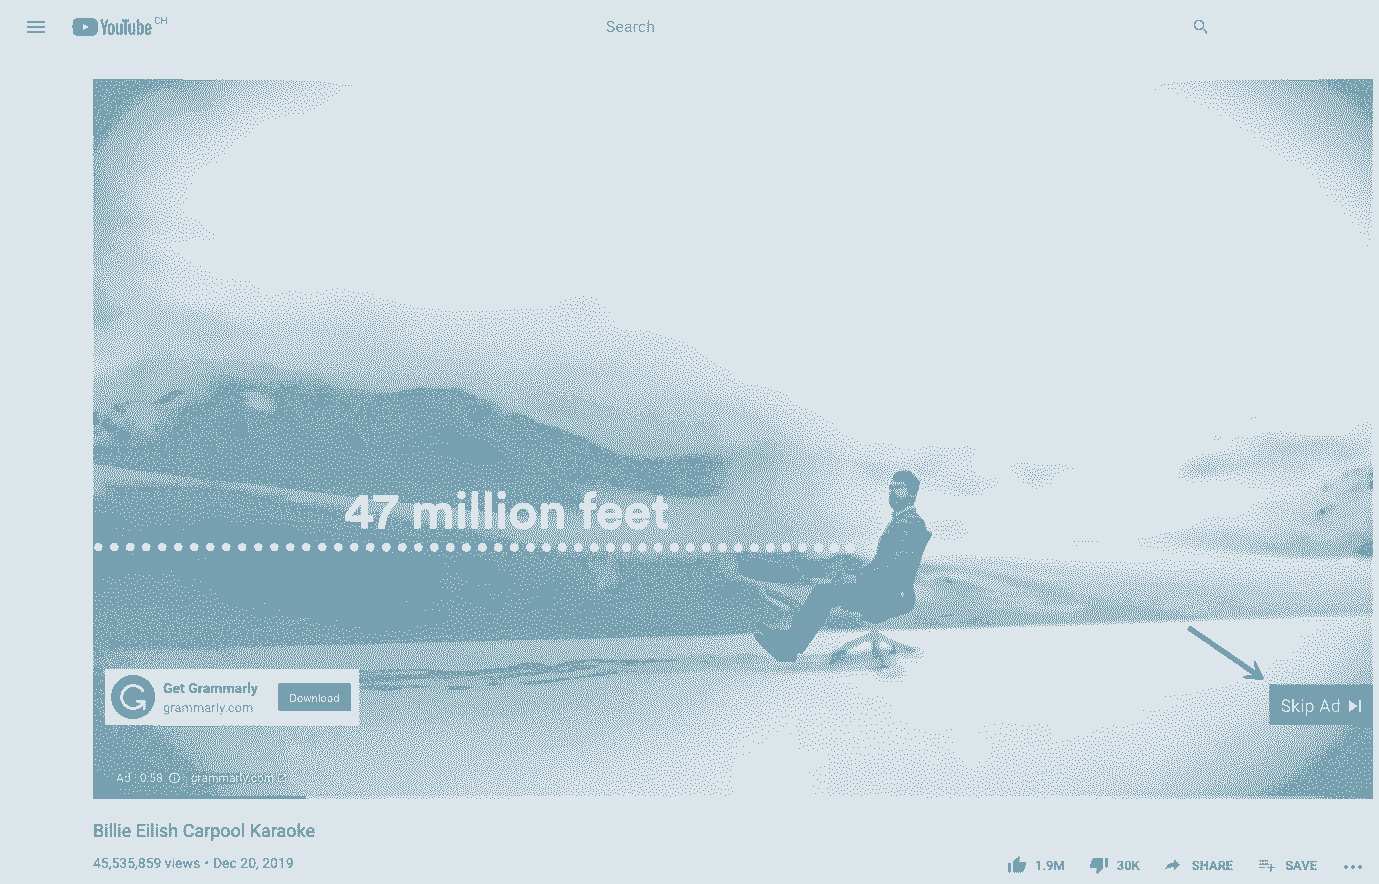 YouTube CH
Search
47 million feet
Get Grammarly
grammarly.com
Download
Skip Ad
Ad · 0:58 grammarly.com
Billie Eilish Carpool Karaoke
45,535,859 views • Dec 20, 2019
1.9M
30K
SHARE
SAVE